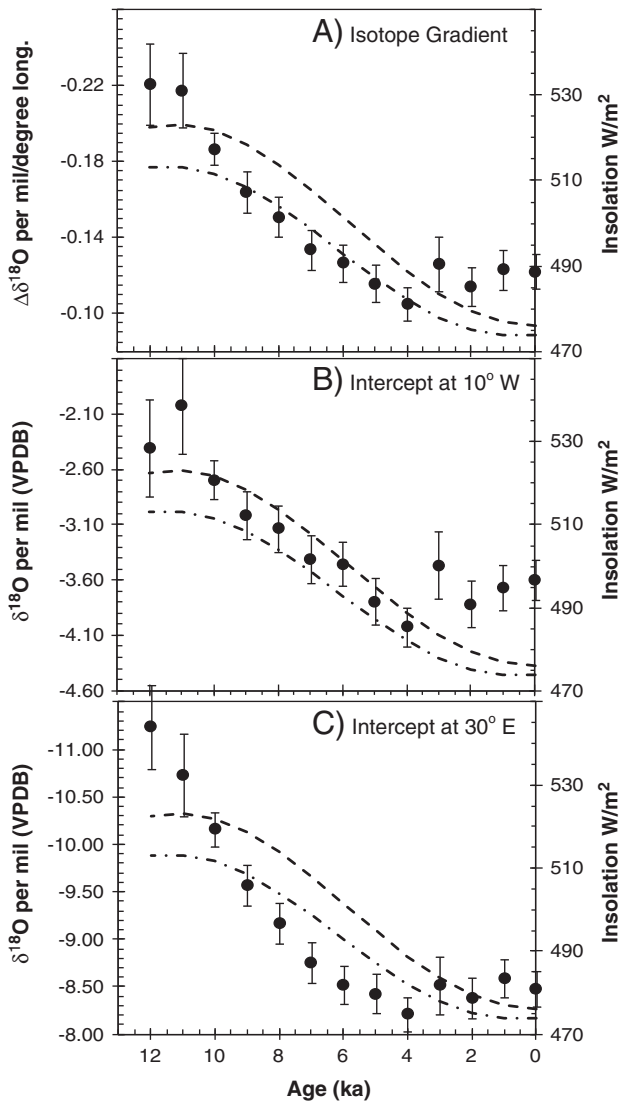 A) Isotope Gradient
Δδ¹⁸O per mil/degree long.
-0.22
-0.18
-0.14
-0.10
Insolation W/m²
530
510
490
470
B) Intercept at 10° W
δ¹⁸O per mil (VPDB)
-2.10
-2.60
-3.10
-3.60
-4.10
-4.60
Insolation W/m²
530
510
490
470
C) Intercept at 30° E
δ¹⁸O per mil (VPDB)
-11.00
-10.50
-10.00
-9.50
-9.00
-8.50
-8.00
Insolation W/m²
530
510
490
470
12 10 8 6 4 2 0
Age (ka)